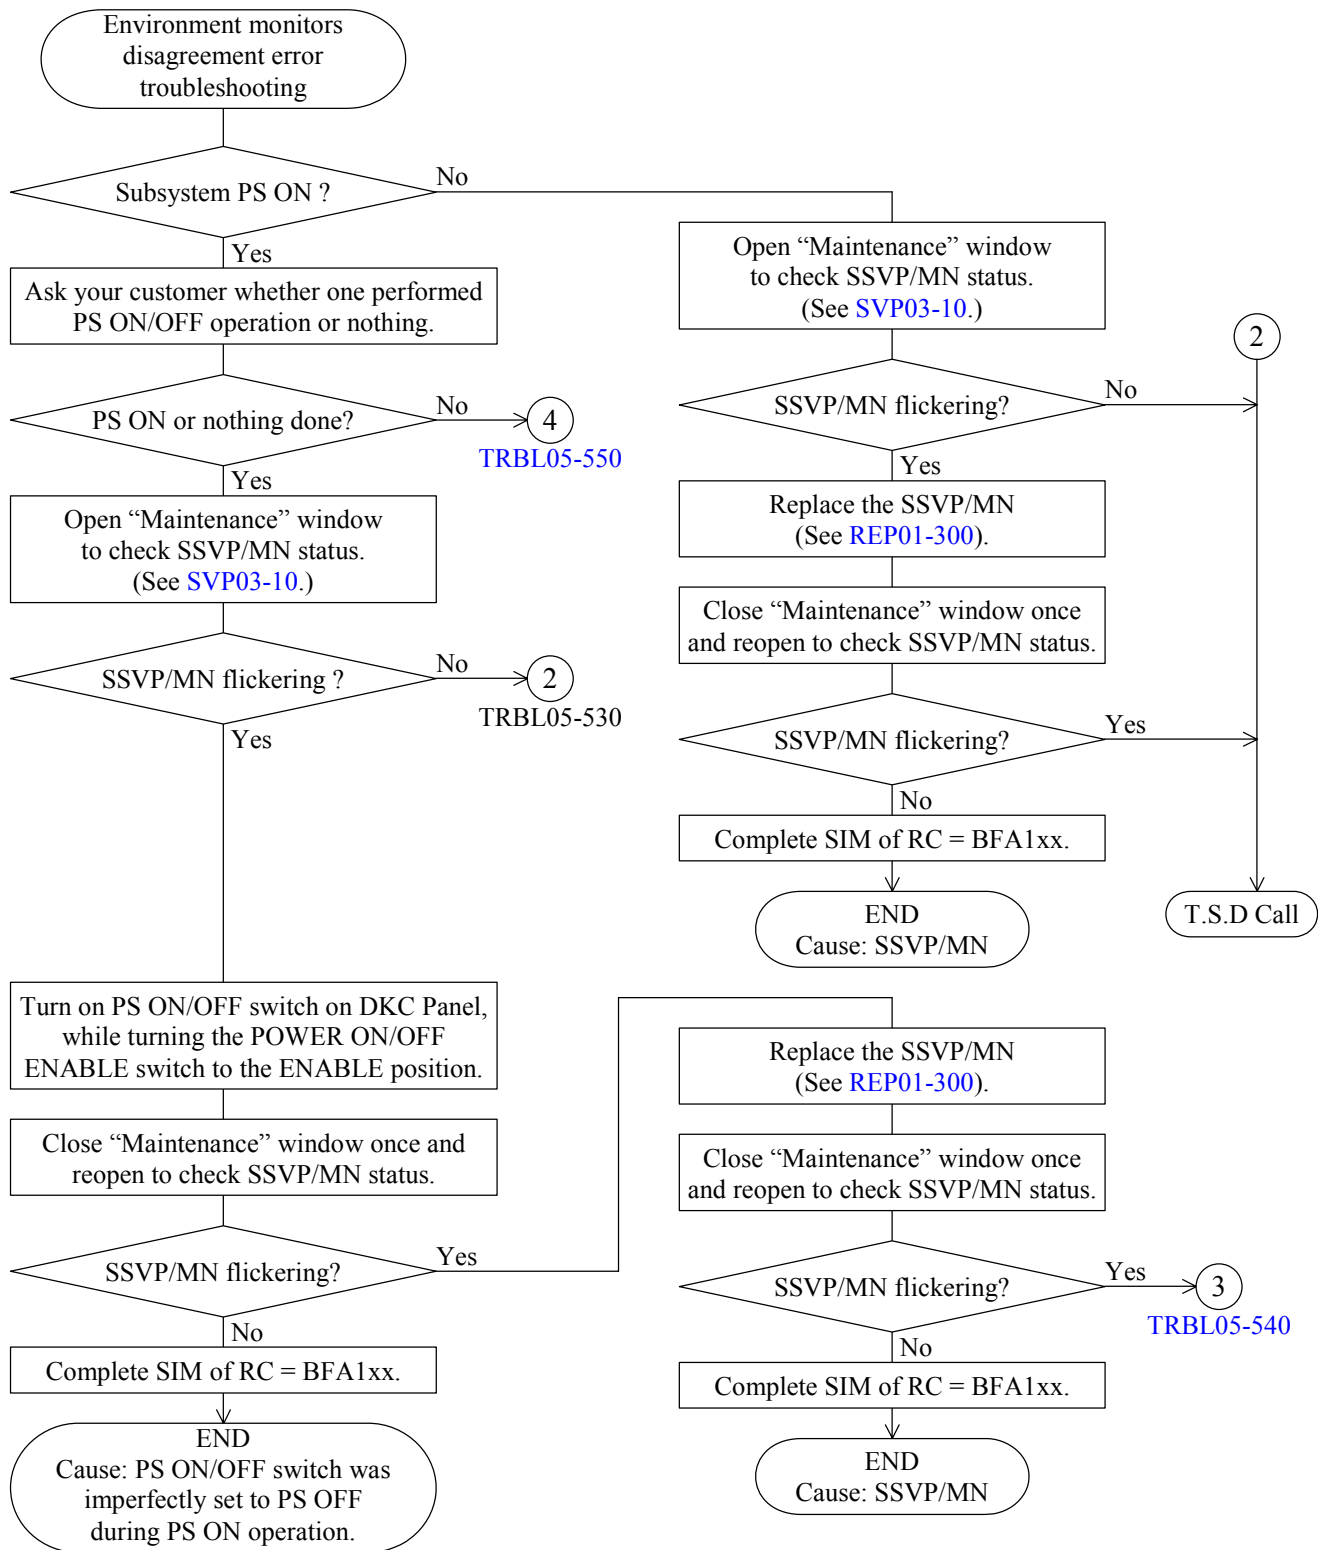 Environment monitors
disagreement error
troubleshooting
Subsystem PS ON ?
No
Yes
Ask your customer whether one performed
PS ON/OFF operation or nothing.
PS ON or nothing done?
No
4
TRBL05-550
Yes
Open “Maintenance” window
to check SSVP/MN status.
(See SVP03-10.)
SSVP/MN flickering ?
No
2
TRBL05-530
Yes
Turn on PS ON/OFF switch on DKC Panel,
while turning the POWER ON/OFF
ENABLE switch to the ENABLE position.
Close “Maintenance” window once and
reopen to check SSVP/MN status.
SSVP/MN flickering?
Yes
No
Complete SIM of RC = BFA1xx.
END
Cause: PS ON/OFF switch was
imperfectly set to PS OFF
during PS ON operation.
Open “Maintenance” window
to check SSVP/MN status.
(See SVP03-10.)
2
SSVP/MN flickering?
No
Yes
Replace the SSVP/MN
(See REP01-300).
Close “Maintenance” window once
and reopen to check SSVP/MN status.
SSVP/MN flickering?
Yes
No
Complete SIM of RC = BFA1xx.
END
Cause: SSVP/MN
T.S.D Call
Replace the SSVP/MN
(See REP01-300).
Close “Maintenance” window once
and reopen to check SSVP/MN status.
SSVP/MN flickering?
Yes
3
TRBL05-540
No
Complete SIM of RC = BFA1xx.
END
Cause: SSVP/MN